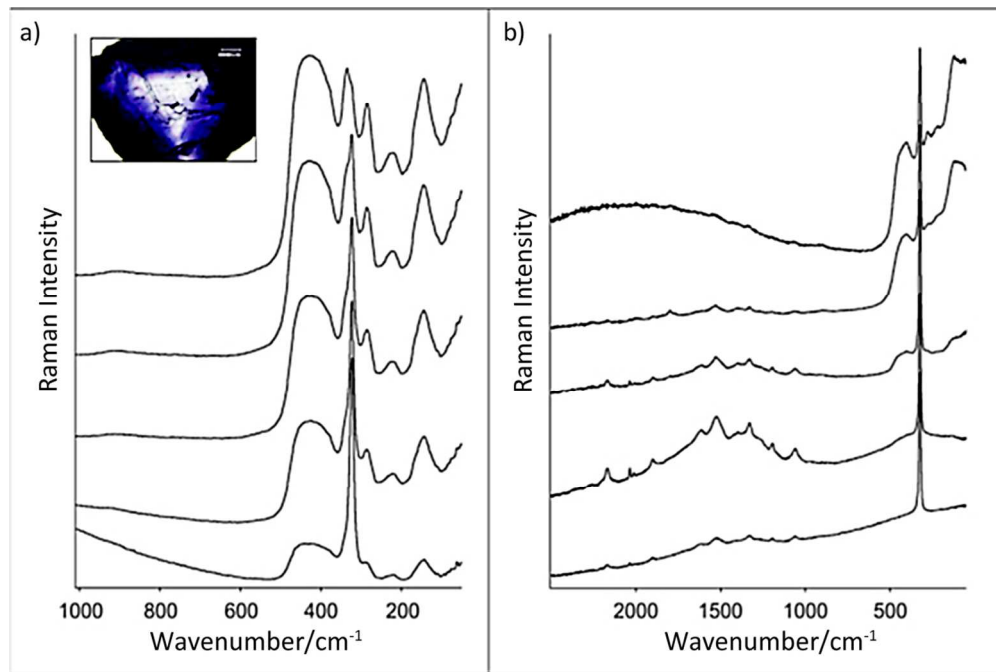 a)
Raman Intensity
1000 800 600 400 200
Wavenumber/cm⁻¹
b)
Raman Intensity
2000 1500 1000 500
Wavenumber/cm⁻¹